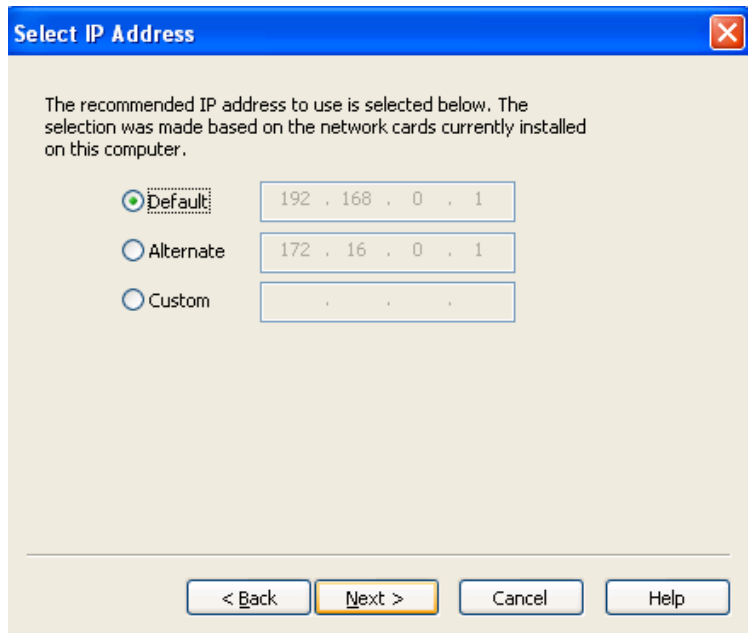 Select IP Address
The recommended IP address to use is selected below. The
selection was made based on the network cards currently installed
on this computer.
Default 192 . 168 . 0 . 1
Alternate 172 . 16 . 0 . 1
Custom . . .
< Back Next > Cancel Help